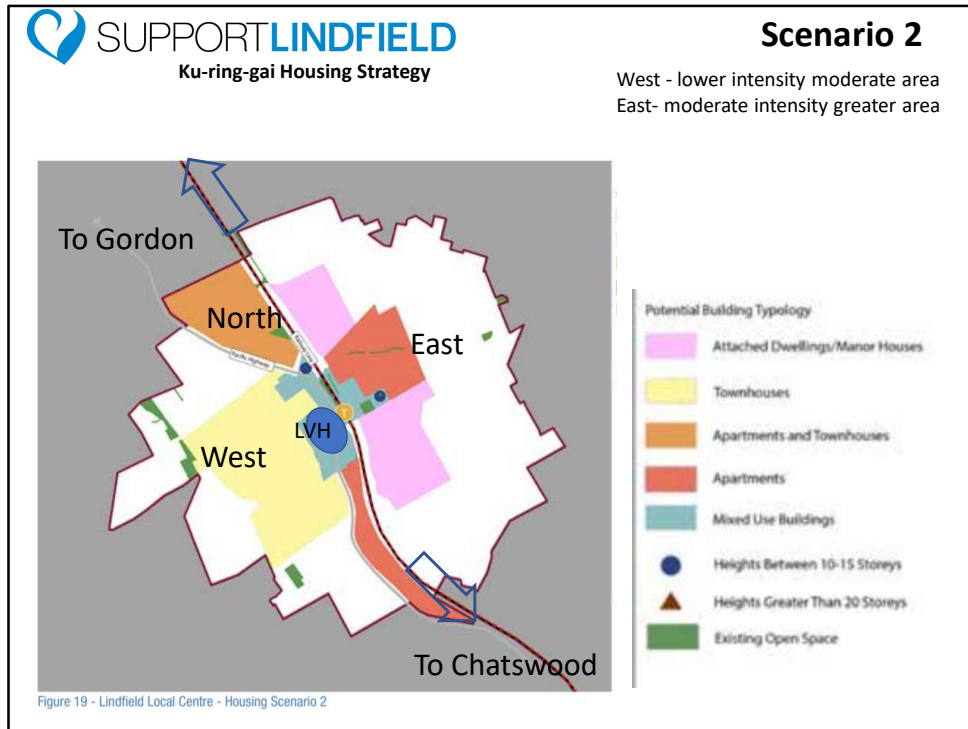 SUPPORTLINDFIELD
Ku-ring-gai Housing Strategy
Scenario 2
West - lower intensity moderate area
East- moderate intensity greater area
To Gordon
North
East
Pacific Highway
Railway Line
T
LVH
West
To Chatswood
Potential Building Typology
Attached Dwellings/Manor Houses
Townhouses
Apartments and Townhouses
Apartments
Mixed Use Buildings
Heights Between 10-15 Storeys
Heights Greater Than 20 Storeys
Existing Open Space
Figure 19 - Lindfield Local Centre - Housing Scenario 2